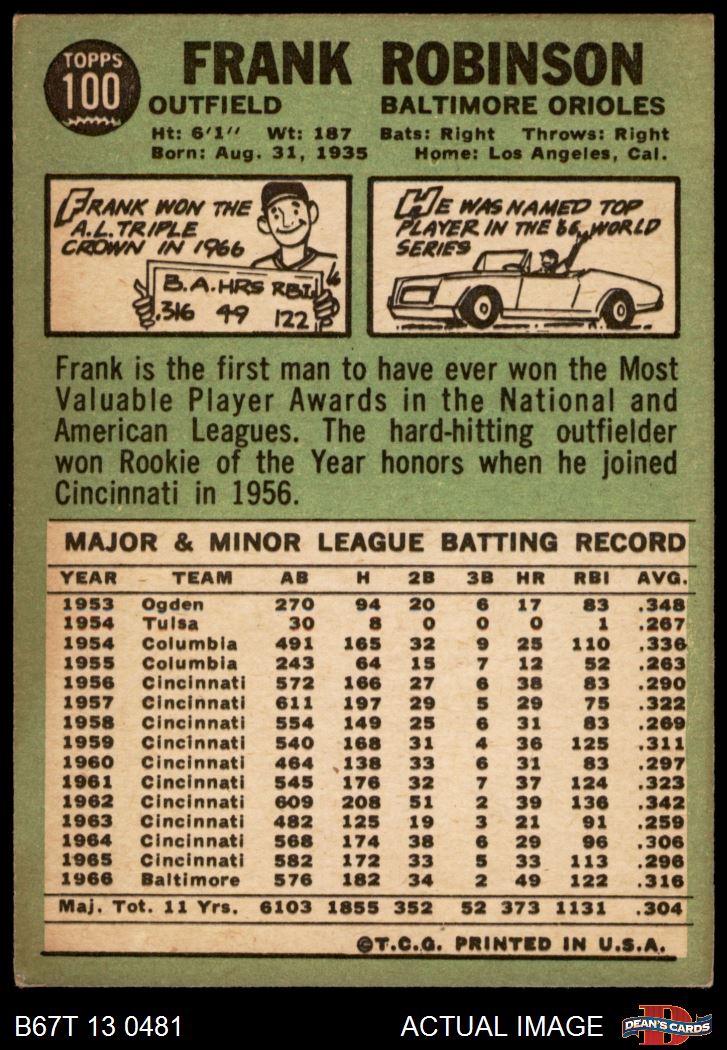 TOPPS
100
FRANK ROBINSON
OUTFIELD BALTIMORE ORIOLES
Ht: 6'1" Wt: 187 Bats: Right Throws: Right
Born: Aug. 31, 1935 Home: Los Angeles, Cal.
FRANK WON THE
A.L. TRIPLE
CROWN IN 1966
B.A. HRS RBI
.316 49 122
HE WAS NAMED TOP
PLAYER IN THE 66 WORLD
SERIES
Frank is the first man to have ever won the Most
Valuable Player Awards in the National and
American Leagues. The hard-hitting outfielder
won Rookie of the Year honors when he joined
Cincinnati in 1956.
MAJOR & MINOR LEAGUE BATTING RECORD
YEAR TEAM AB H 2B 3B HR RBI AVG.
1953 Ogden 270 94 20 6 17 83 .348
1954 Tulsa 30 8 0 0 0 1 .267
1954 Columbia 491 165 32 9 25 110 .336
1955 Columbia 243 64 15 7 12 52 .263
1956 Cincinnati 572 166 27 6 38 83 .290
1957 Cincinnati 611 197 29 5 29 75 .322
1958 Cincinnati 554 149 25 6 31 83 .269
1959 Cincinnati 540 168 31 4 36 125 .311
1960 Cincinnati 464 138 33 6 31 83 .297
1961 Cincinnati 545 176 32 7 37 124 .323
1962 Cincinnati 609 208 51 2 39 136 .342
1963 Cincinnati 482 125 19 3 21 91 .259
1964 Cincinnati 568 174 38 6 29 96 .306
1965 Cincinnati 582 172 33 5 33 113 .296
1966 Baltimore 576 182 34 2 49 122 .316
Maj. Tot. 11 Yrs. 6103 1855 352 52 373 1131 .304
©T.C.G. PRINTED IN U.S.A.
B67T 13 0481 ACTUAL IMAGE DEAN'S CARDS